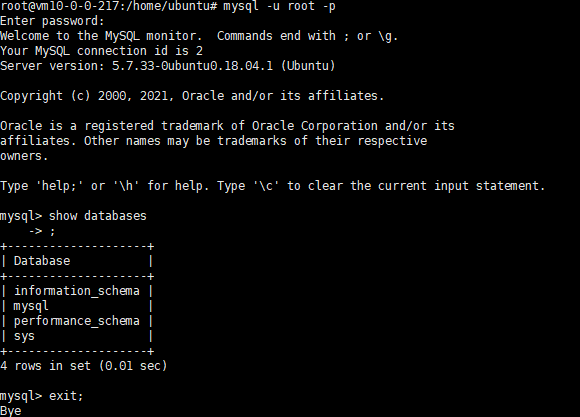 root@vm10-0-0-217:/home/ubuntu# mysql -u root -p
Enter password:
Welcome to the MySQL monitor.  Commands end with ; or \g.
Your MySQL connection id is 2
Server version: 5.7.33-0ubuntu0.18.04.1 (Ubuntu)

Copyright (c) 2000, 2021, Oracle and/or its affiliates.

Oracle is a registered trademark of Oracle Corporation and/or its
affiliates. Other names may be trademarks of their respective
owners.

Type 'help;' or '\h' for help. Type '\c' to clear the current input statement.

mysql> show databases
    -> ;
+--------------------+
| Database           |
+--------------------+
| information_schema |
| mysql              |
| performance_schema |
| sys                |
+--------------------+
4 rows in set (0.01 sec)

mysql> exit;
Bye